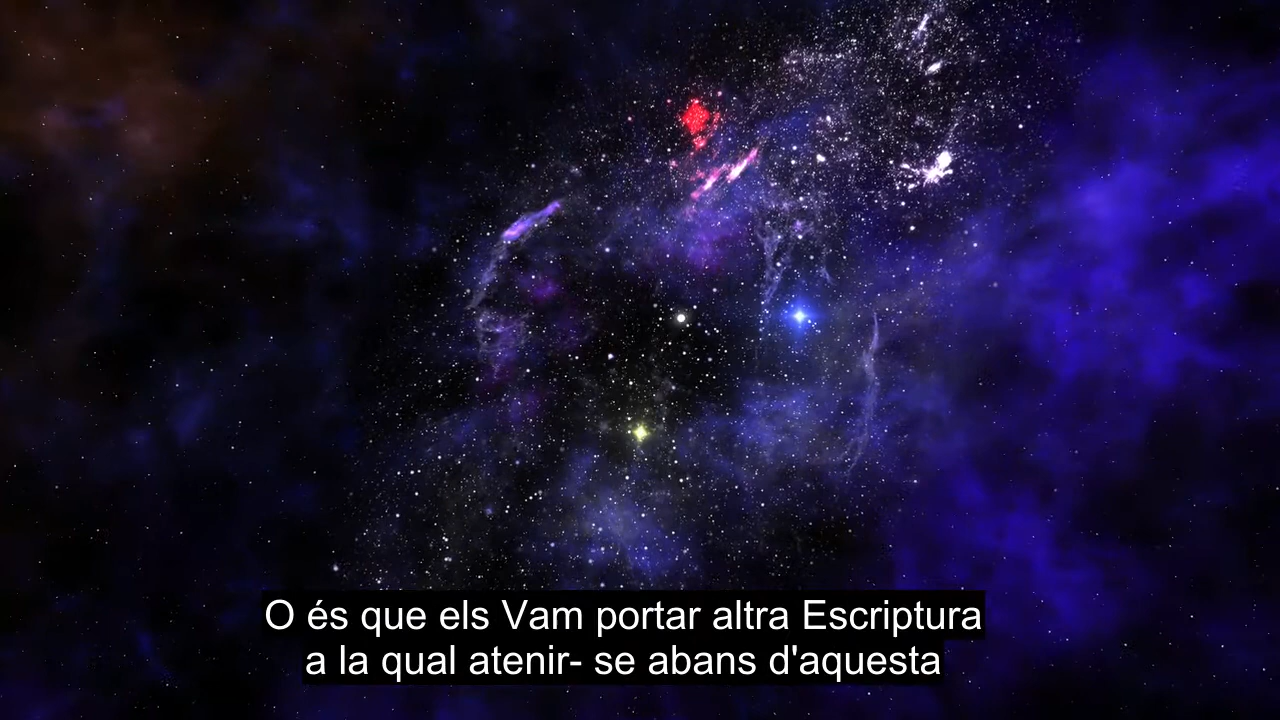 O és que els Vam portar altra Escriptura
a la qual atenir- se abans d'aquesta